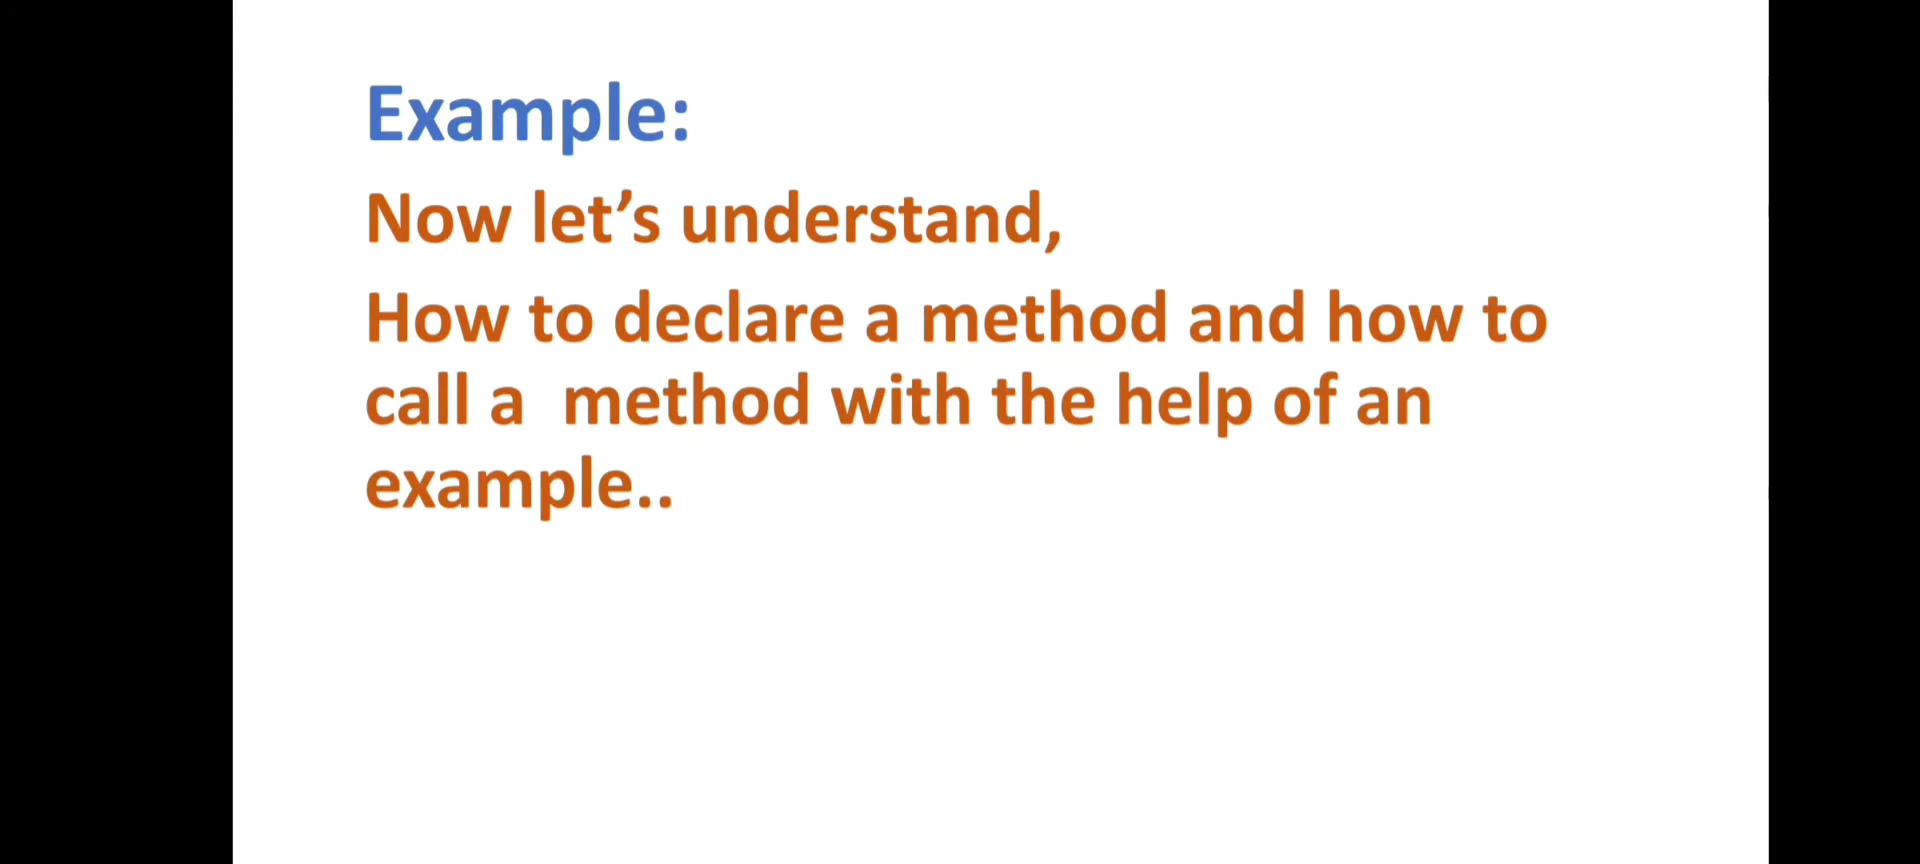 Example:
Now let’s understand,
How to declare a method and how to
call a  method with the help of an
example..